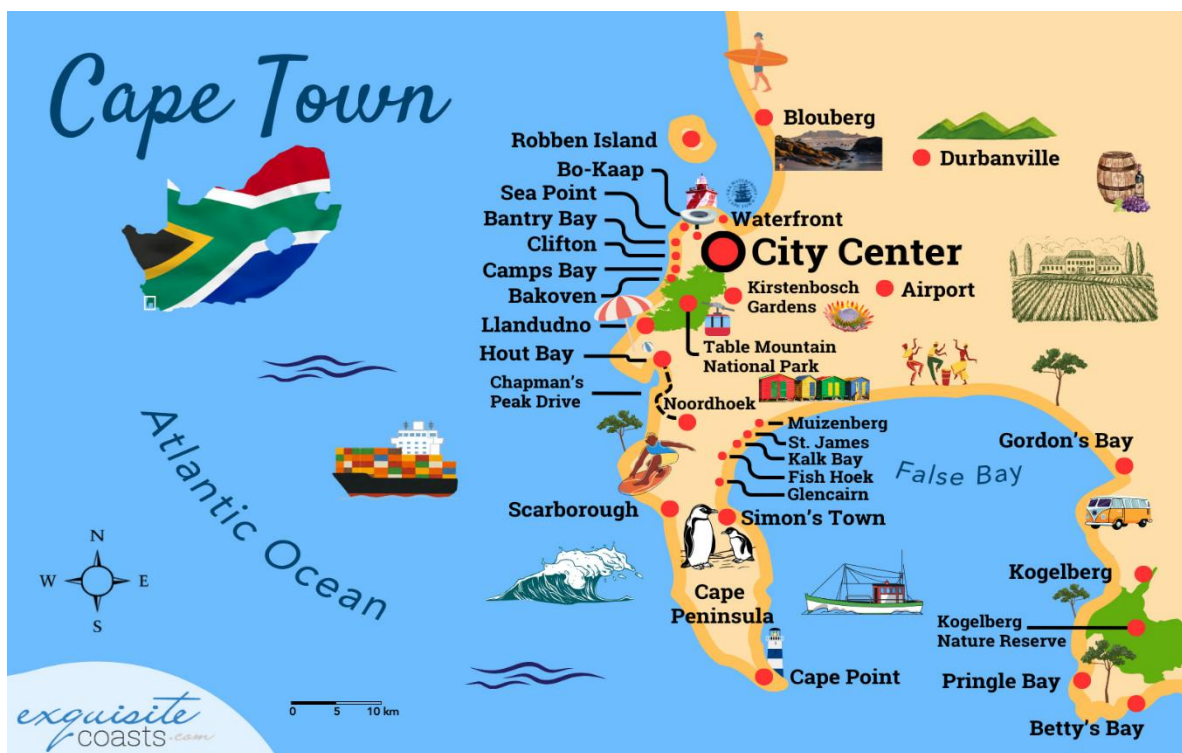 Cape Town
Robben Island
Bo-Kaap
Sea Point
Bantry Bay
Clifton
Camps Bay
Bakoven
Llandudno
Hout Bay
Chapman's
Peak Drive
Blouberg
Durbanville
Waterfront
City Center
Kirstenbosch
Gardens
Airport
Table Mountain
National Park
Noordhoek
Muizenberg
St. James
Kalk Bay
Fish Hoek
Glencairn
Gordon's Bay
False Bay
Atlantic Ocean
Scarborough
Simon's Town
Cape
Peninsula
Kogelberg
Kogelberg
Nature Reserve
Cape Point
Pringle Bay
Betty's Bay
N
W E
S
0 5 10 km
exquisite
coasts.com